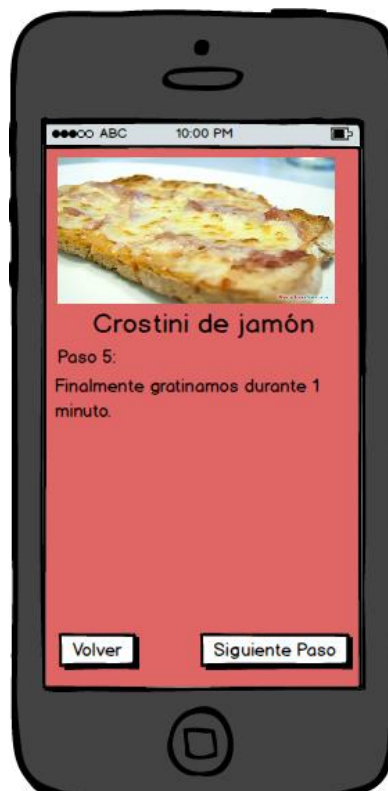 ABC 10:00 PM
Crostini de jamón
Paso 5:
Finalmente gratinamos durante 1
minuto.
Volver Siguiente Paso